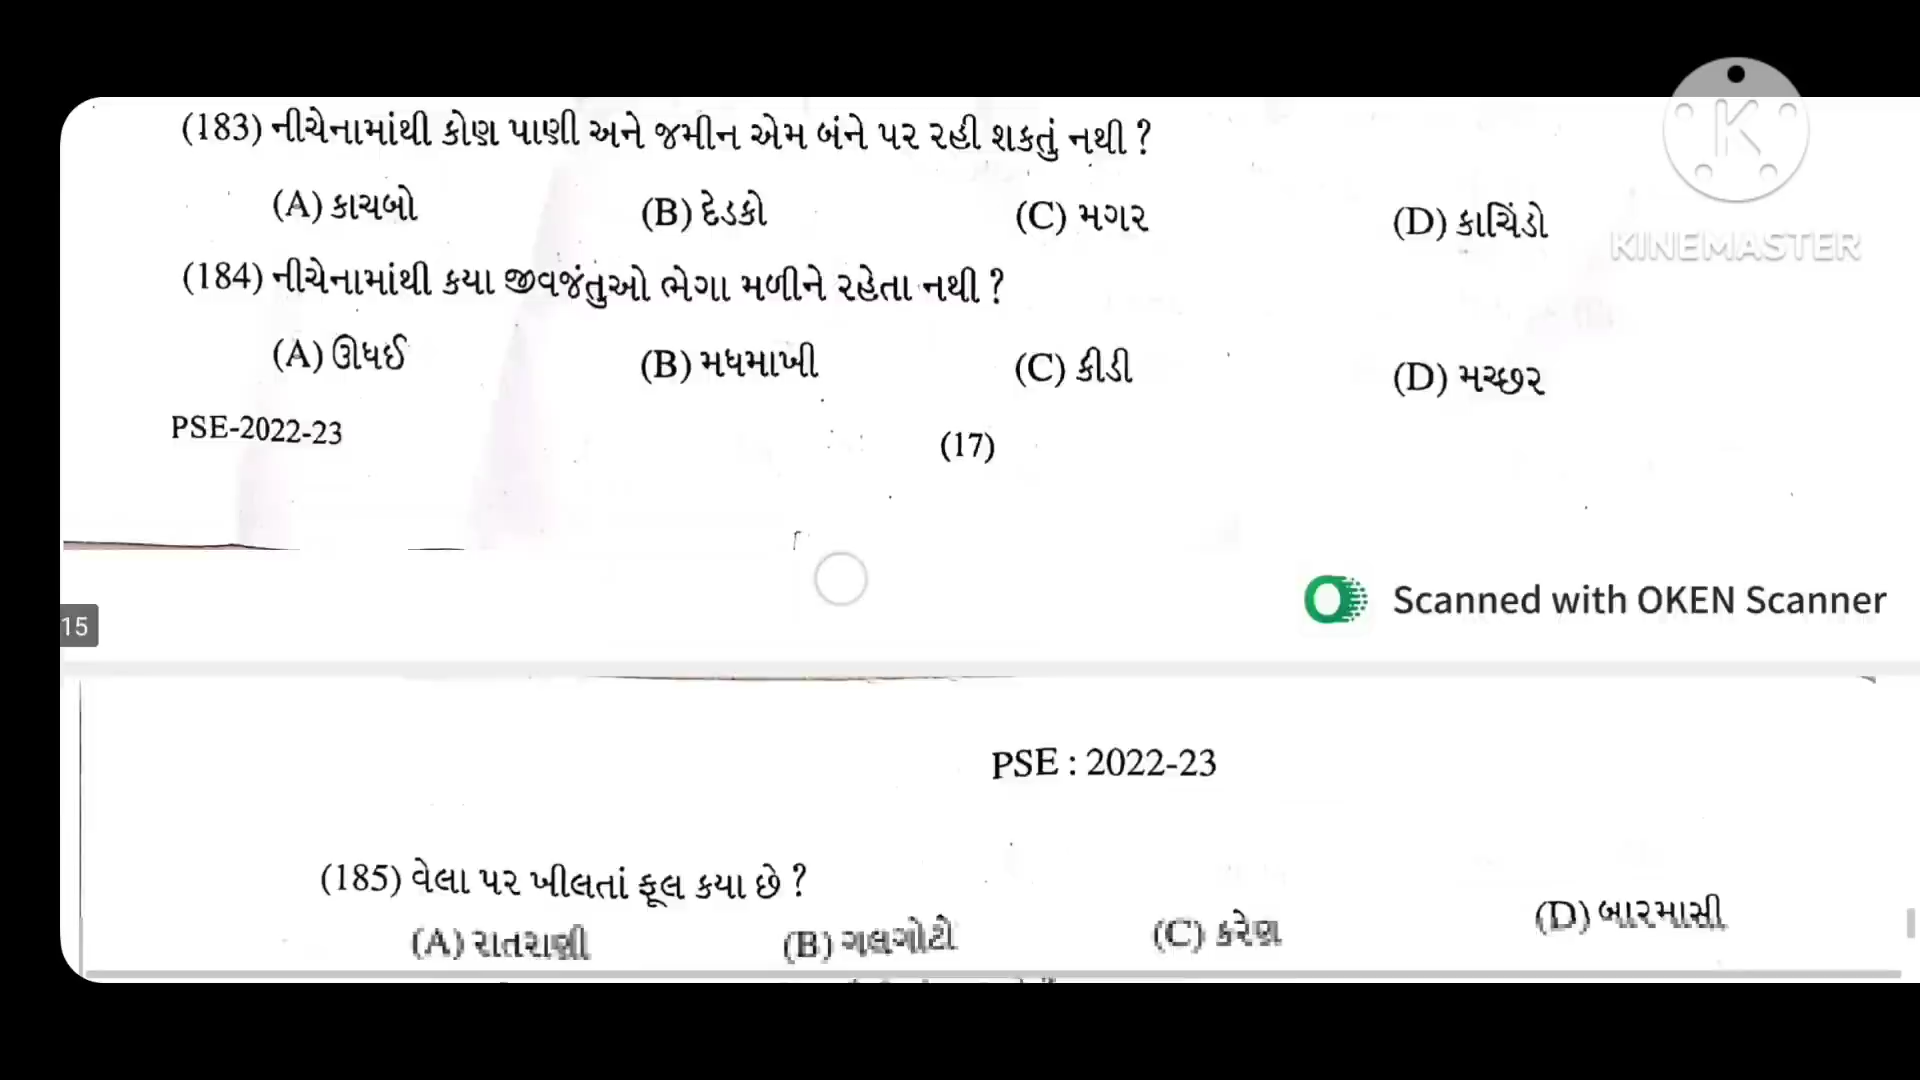 (183) નીચેનામાંથી કોણ પાણી અને જમીન એમ બંને પર રહી શકતું નથી ?
(A) કાચબો (B) દેડકો (C) મગર (D) કાચિંડો
KINEMASTER
(184) નીચેનામાંથી કયા જીવજંતુઓ ભેગા મળીને રહેતા નથી ?
(A) ઊધઈ (B) મધમાખી (C) કીડી (D) મચ્છર
PSE-2022-23 (17)
Scanned with OKEN Scanner
15
PSE : 2022-23
(185) વેલા પર ખીલતાં ફૂલ કયા છે ?
(A) રાતરાણી (B) ગલગોટો (C) કરેણ (D) બારમાસી